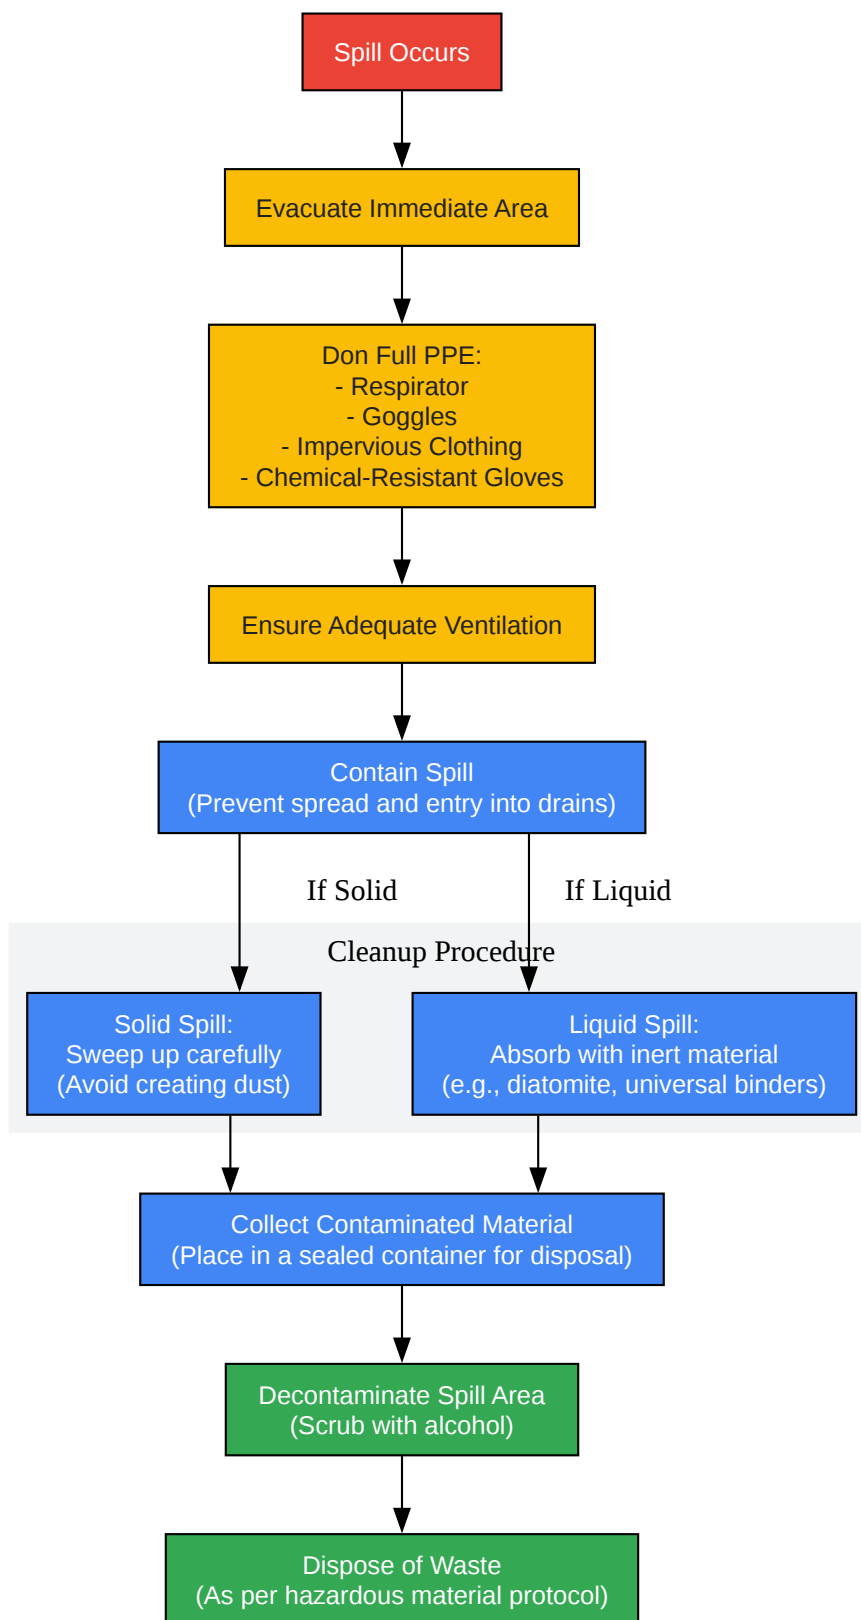 Spill Occurs
Evacuate Immediate Area
Don Full PPE:
- Respirator
- Goggles
- Impervious Clothing
- Chemical-Resistant Gloves
Ensure Adequate Ventilation
Contain Spill
(Prevent spread and entry into drains)
If Solid
If Liquid
Cleanup Procedure
Solid Spill:
Sweep up carefully
(Avoid creating dust)
Liquid Spill:
Absorb with inert material
(e.g., diatomite, universal binders)
Collect Contaminated Material
(Place in a sealed container for disposal)
Decontaminate Spill Area
(Scrub with alcohol)
Dispose of Waste
(As per hazardous material protocol)